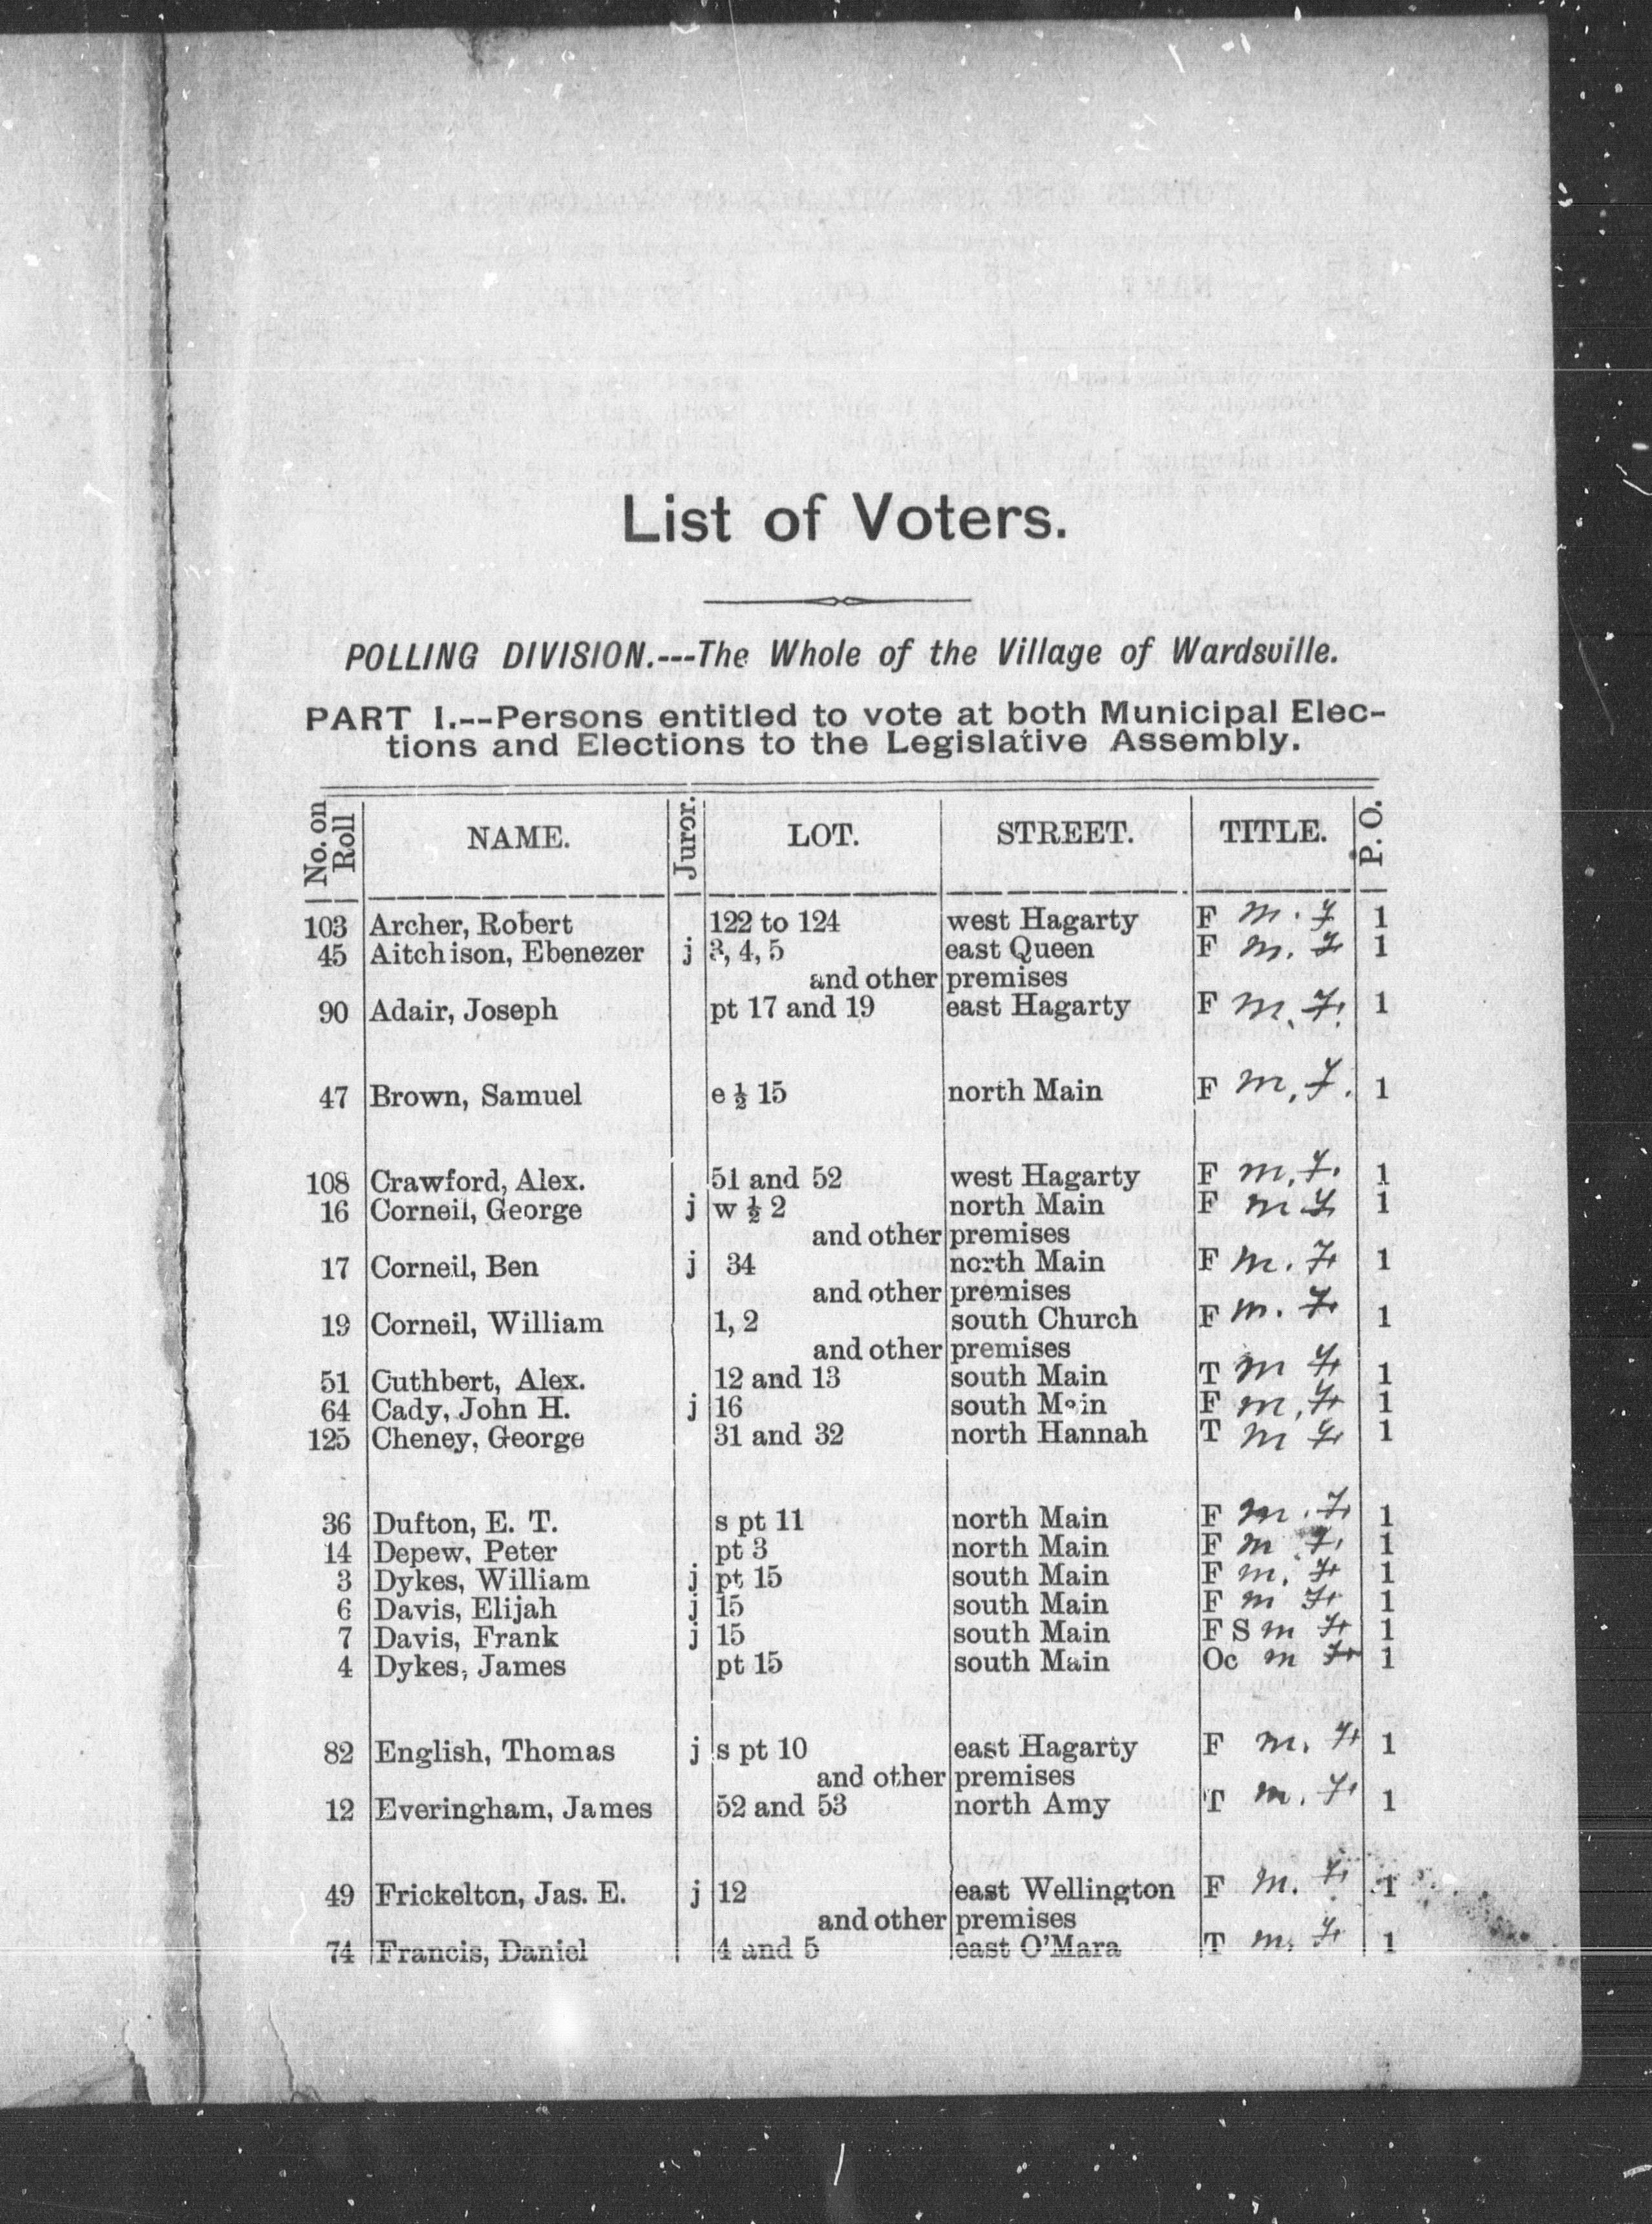 List of Voters.
POLLING DIVISION.---The Whole of the Village of Wardsville.
PART I.--Persons entitled to vote at both Municipal Elec-
tions and Elections to the Legislative Assembly.
No. on Roll NAME. Juror. LOT. STREET. TITLE. P. O.
103 Archer, Robert 122 to 124 west Hagarty F M. F 1
45 Aitchison, Ebenezer j 3, 4, 5 east Queen F M. F 1
and other premises
90 Adair, Joseph pt 17 and 19 east Hagarty F M. F. 1
47 Brown, Samuel e ½ 15 north Main F M. F. 1
108 Crawford, Alex. 51 and 52 west Hagarty F M. F. 1
16 Corneil, George j w ½ 2 north Main F M F 1
and other premises
17 Corneil, Ben j 34 north Main F M. F 1
and other premises
19 Corneil, William 1, 2 south Church F M. F 1
and other premises
51 Cuthbert, Alex. 12 and 13 south Main T M F 1
64 Cady, John H. j 16 south Main F M. F 1
125 Cheney, George 31 and 32 north Hannah T M F 1
36 Dufton, E. T. s pt 11 north Main F M. F 1
14 Depew, Peter pt 3 north Main F M F. 1
3 Dykes, William j pt 15 south Main F M. F 1
6 Davis, Elijah j 15 south Main F M F 1
7 Davis, Frank j 15 south Main F S M F 1
4 Dykes, James pt 15 south Main Oc M F 1
82 English, Thomas j s pt 10 east Hagarty F M. F 1
and other premises
12 Everingham, James 52 and 53 north Amy T M. F. 1
49 Frickelton, Jas. E. j 12 east Wellington F M. F 1
and other premises
74 Francis, Daniel 4 and 5 east O'Mara T M. F 1